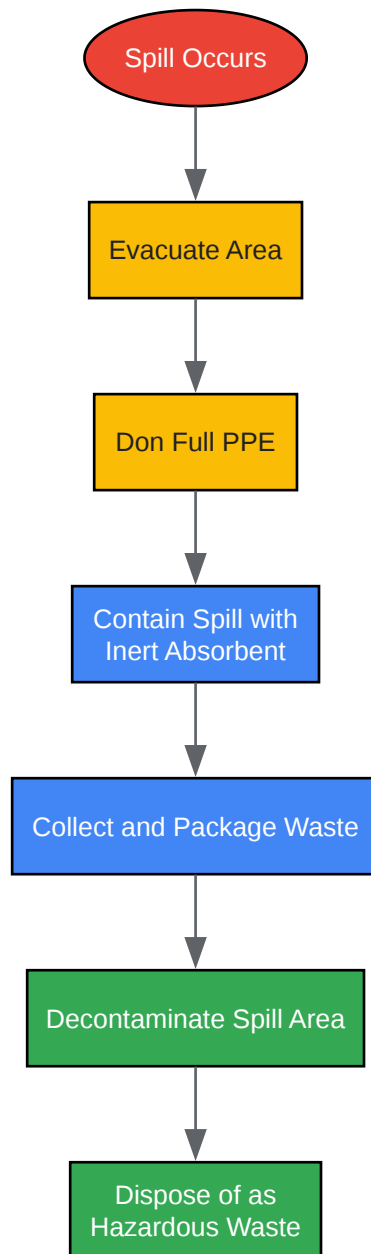 Spill Occurs
Evacuate Area
Don Full PPE
Contain Spill with
Inert Absorbent
Collect and Package Waste
Decontaminate Spill Area
Dispose of as
Hazardous Waste